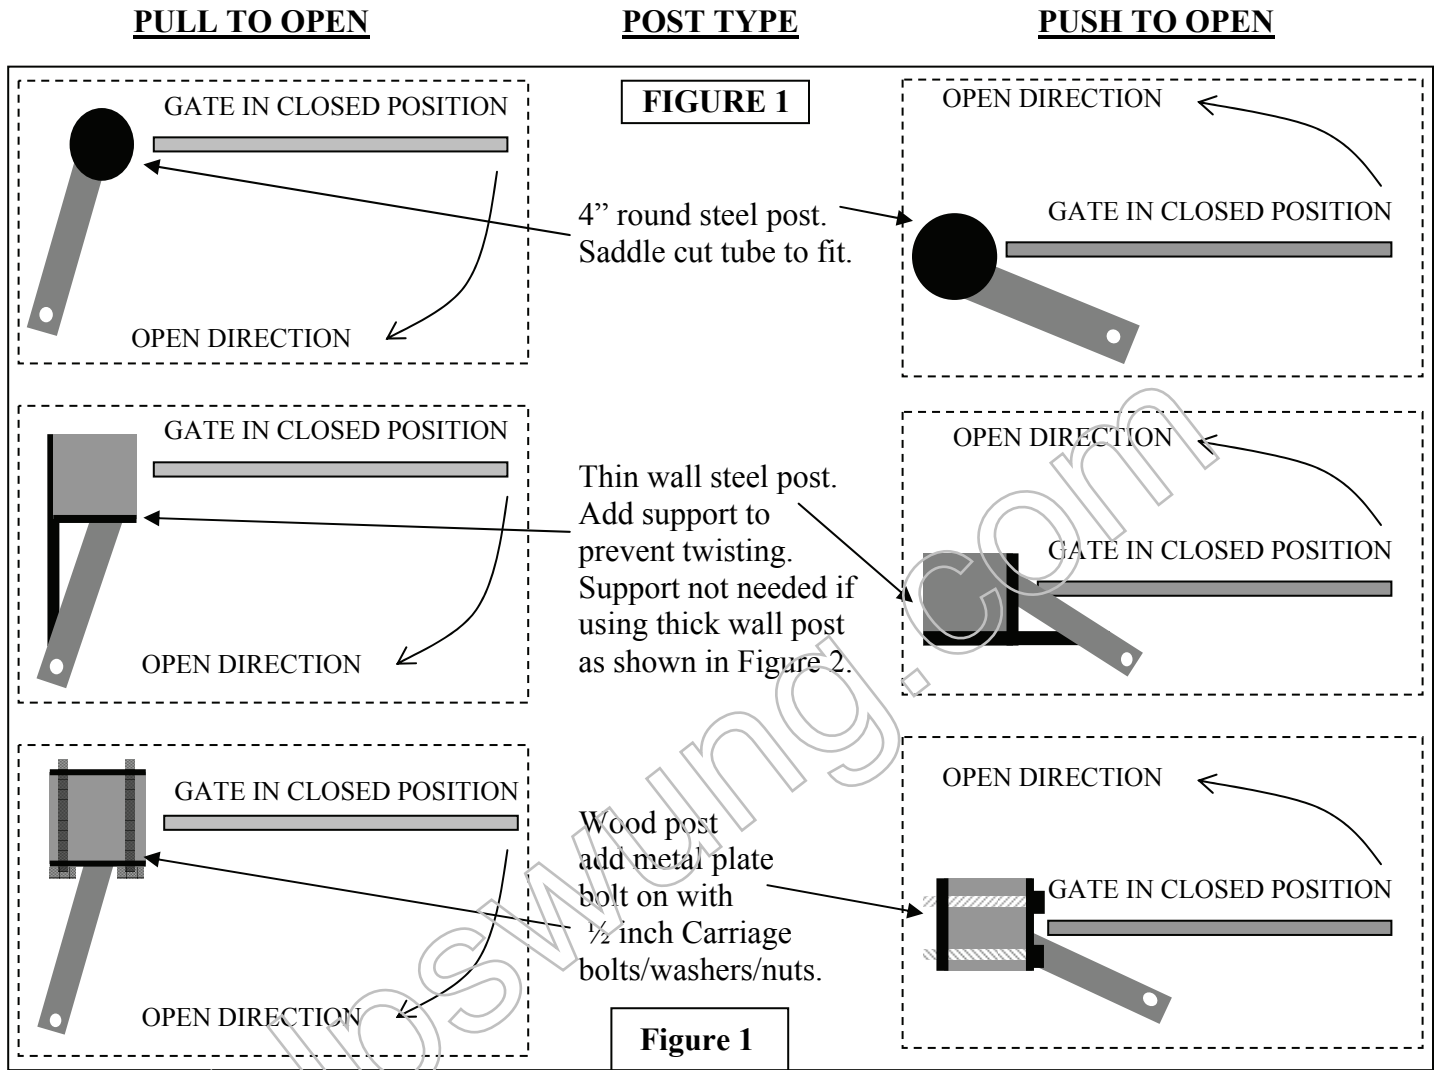 PULL TO OPEN
POST TYPE
PUSH TO OPEN
GATE IN CLOSED POSITION
OPEN DIRECTION
FIGURE 1
4” round steel post.
Saddle cut tube to fit.
OPEN DIRECTION
GATE IN CLOSED POSITION
GATE IN CLOSED POSITION
OPEN DIRECTION
Thin wall steel post.
Add support to
prevent twisting.
Support not needed if
using thick wall post
as shown in Figure 2.
OPEN DIRECTION
GATE IN CLOSED POSITION
GATE IN CLOSED POSITION
OPEN DIRECTION
Wood post
add metal plate
bolt on with
½ inch Carriage
bolts/washers/nuts.
OPEN DIRECTION
GATE IN CLOSED POSITION
Figure 1
lpswung.com